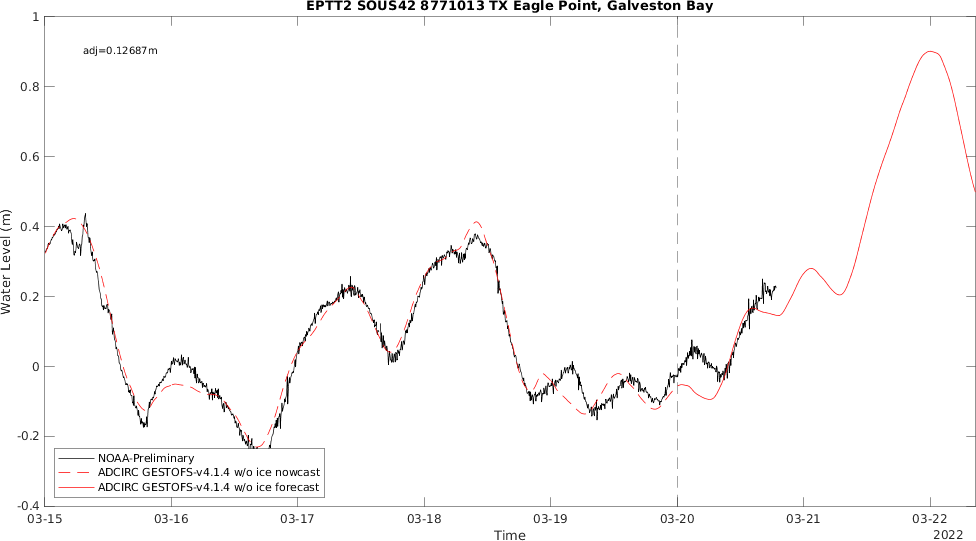 EPTT2 SOUS42 8771013 TX Eagle Point, Galveston Bay
1
adj=0.12687m
0.8
0.6
0.4
0.2
0
-0.2
-0.4
Water Level (m)
NOAA-Preliminary
ADCIRC GESTOFS-v4.1.4 w/o ice nowcast
ADCIRC GESTOFS-v4.1.4 w/o ice forecast
03-15 03-16 03-17 03-18 03-19 03-20 03-21 03-22
Time
2022